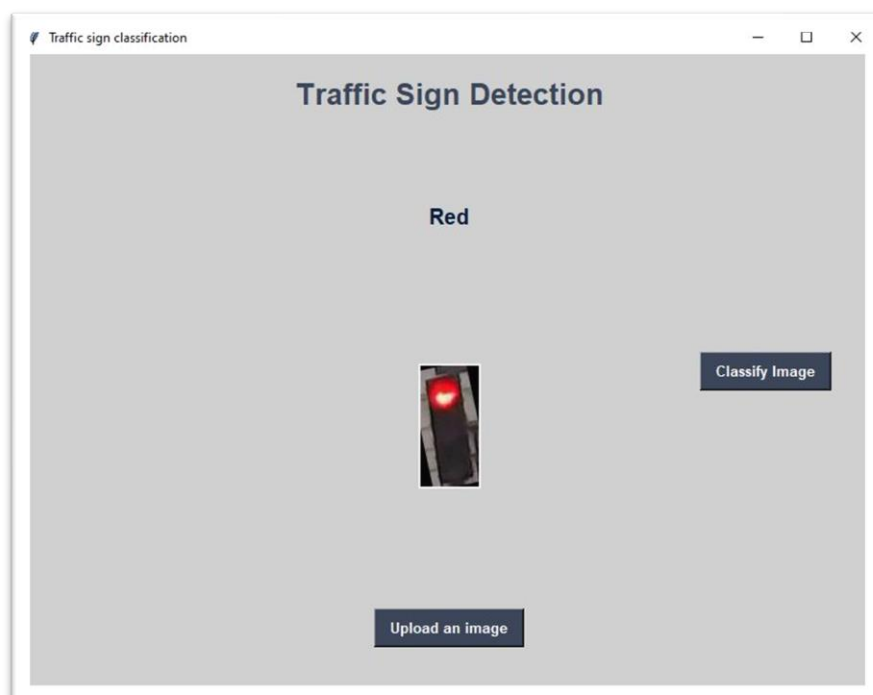 Traffic sign classification
Traffic Sign Detection
Red
Classify Image
Upload an image